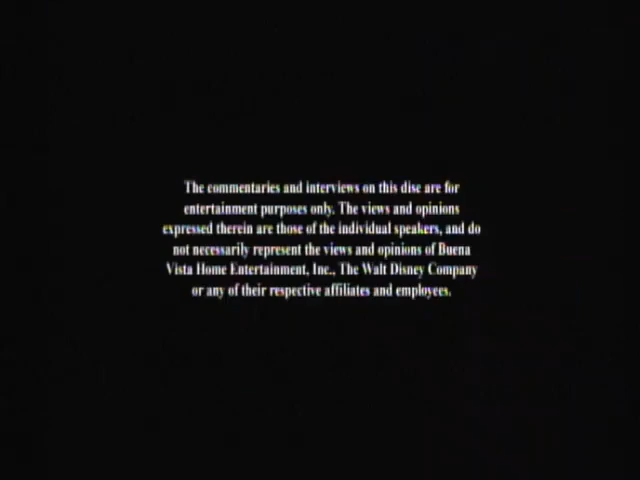 The commentaries and interviews on this disc are for
entertainment purposes only. The views and opinions
expressed therein are those of the individual speakers, and do
not necessarily represent the views and opinions of Buena
Vista Home Entertainment, Inc., The Walt Disney Company
or any of their respective affiliates and employees.